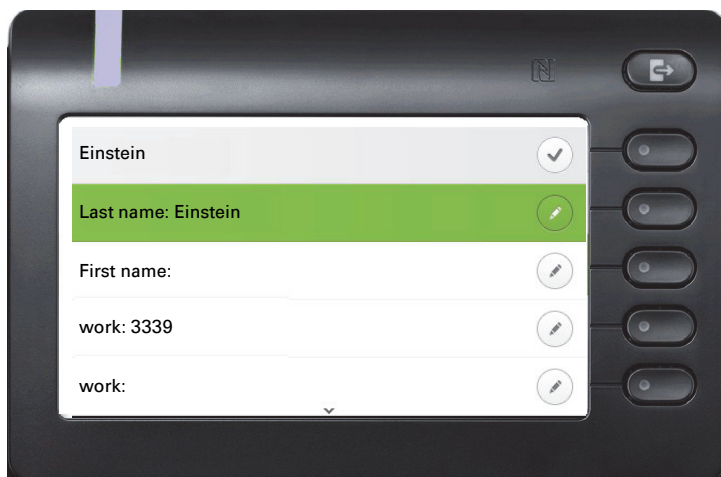 Einstein
Last name: Einstein
First name:
work: 3339
work: